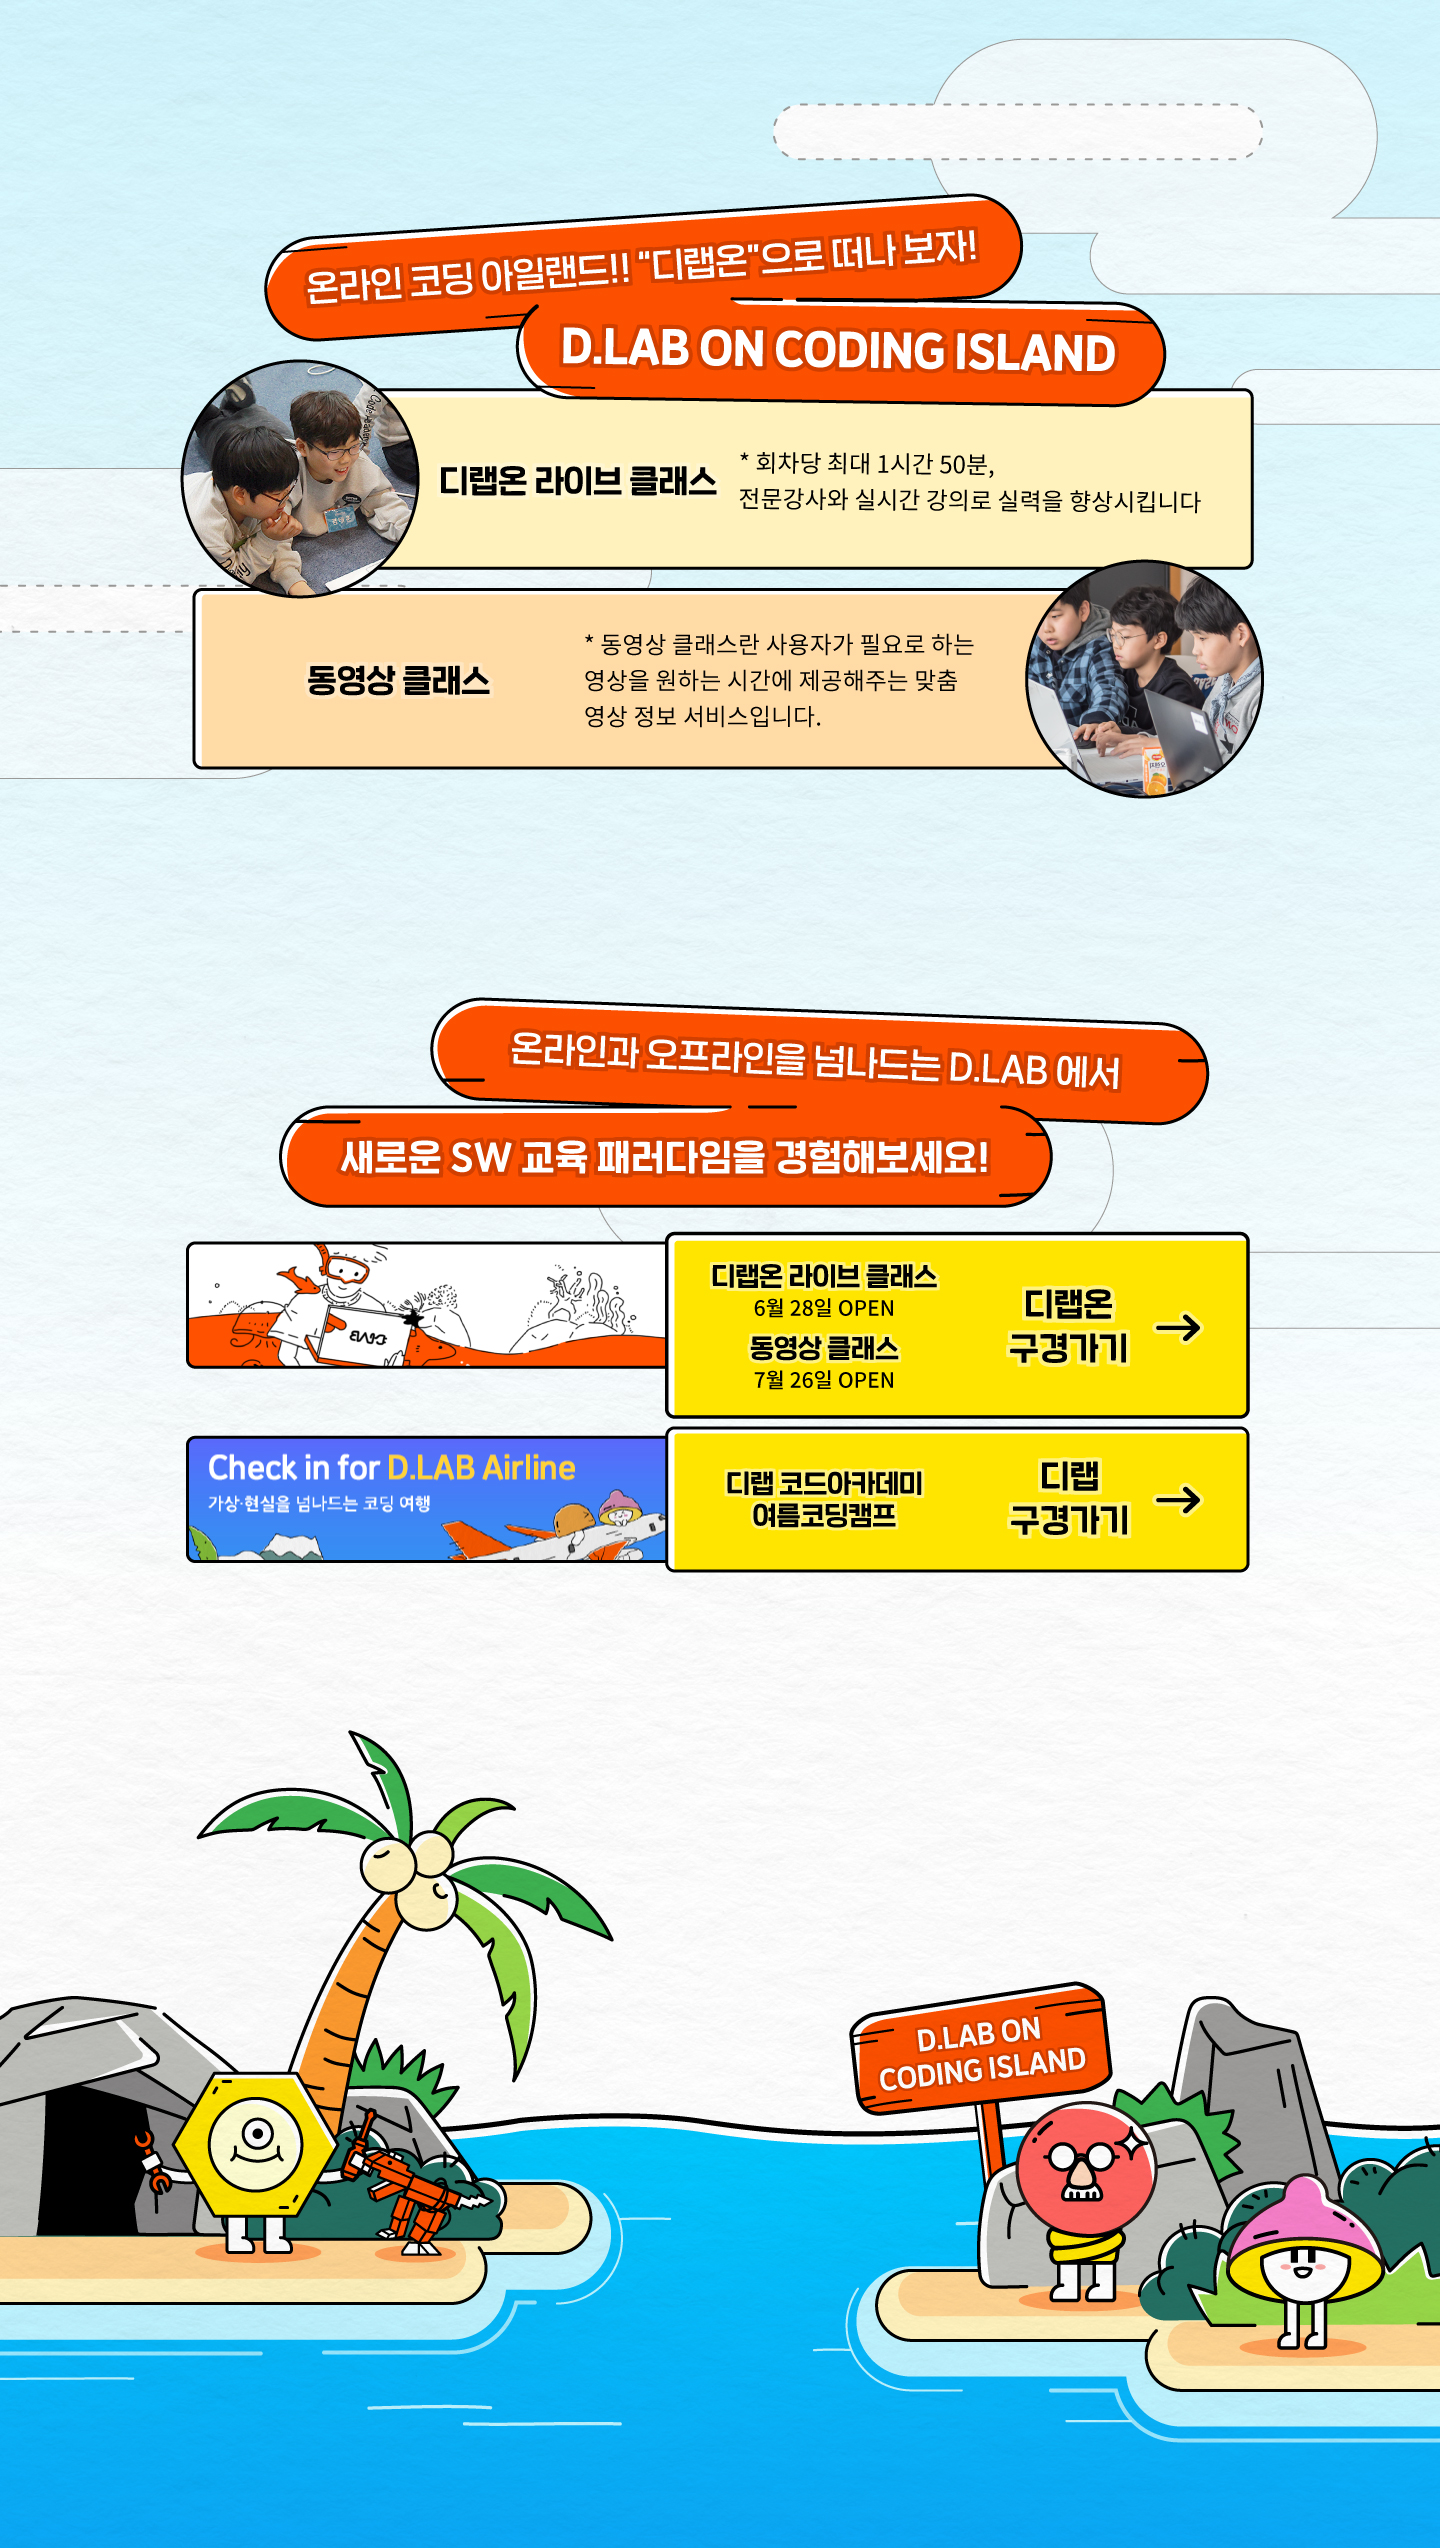 온라인 코딩 아일랜드!! "디랩온"으로 떠나 보자!
D.LAB ON CODING ISLAND
디랩온 라이브 클래스
* 회차당 최대 1시간 50분,
전문강사와 실시간 강의로 실력을 향상시킵니다
동영상 클래스
* 동영상 클래스란 사용자가 필요로 하는
영상을 원하는 시간에 제공해주는 맞춤
영상 정보 서비스입니다.
온라인과 오프라인을 넘나드는 D.LAB 에서
새로운 SW 교육 패러다임을 경험해보세요!
디랩온 라이브 클래스
6월 28일 OPEN
동영상 클래스
7월 26일 OPEN
디랩온
구경가기
Check in for D.LAB Airline
가상·현실을 넘나드는 코딩 여행
디랩 코드아카데미
여름코딩캠프
디랩
구경가기
D.LAB ON
CODING ISLAND